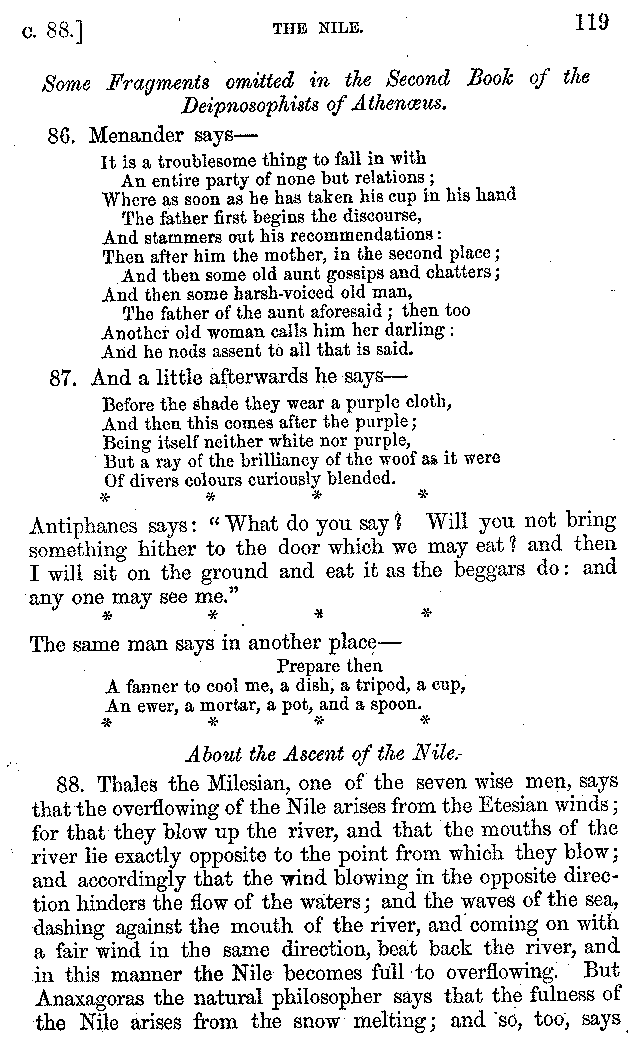 c. 88.] THE NILE. 119
Some Fragments omitted in the Second Book of the
Deipnosophists of Athenæus.
86. Menander says—
It is a troublesome thing to fall in with
An entire party of none but relations;
Where as soon as he has taken his cup in his hand
The father first begins the discourse,
And stammers out his recommendations:
Then after him the mother, in the second place;
And then some old aunt gossips and chatters;
And then some harsh-voiced old man,
The father of the aunt aforesaid; then too
Another old woman calls him her darling:
And he nods assent to all that is said.
87. And a little afterwards he says—
Before the shade they wear a purple cloth,
And then this comes after the purple;
Being itself neither white nor purple,
But a ray of the brilliancy of the woof as it were
Of divers colours curiously blended.
* * * *
Antiphanes says: “What do you say? Will you not bring
something hither to the door which we may eat? and then
I will sit on the ground and eat it as the beggars do: and
any one may see me.”
* * * *
The same man says in another place—
Prepare then
A fanner to cool me, a dish, a tripod, a cup,
An ewer, a mortar, a pot, and a spoon.
* * * *
About the Ascent of the Nile.
88. Thales the Milesian, one of the seven wise men, says
that the overflowing of the Nile arises from the Etesian winds;
for that they blow up the river, and that the mouths of the
river lie exactly opposite to the point from which they blow;
and accordingly that the wind blowing in the opposite direc-
tion hinders the flow of the waters; and the waves of the sea,
dashing against the mouth of the river, and coming on with
a fair wind in the same direction, beat back the river, and
in this manner the Nile becomes full to overflowing. But
Anaxagoras the natural philosopher says that the fulness of
the Nile arises from the snow melting; and so, too, says